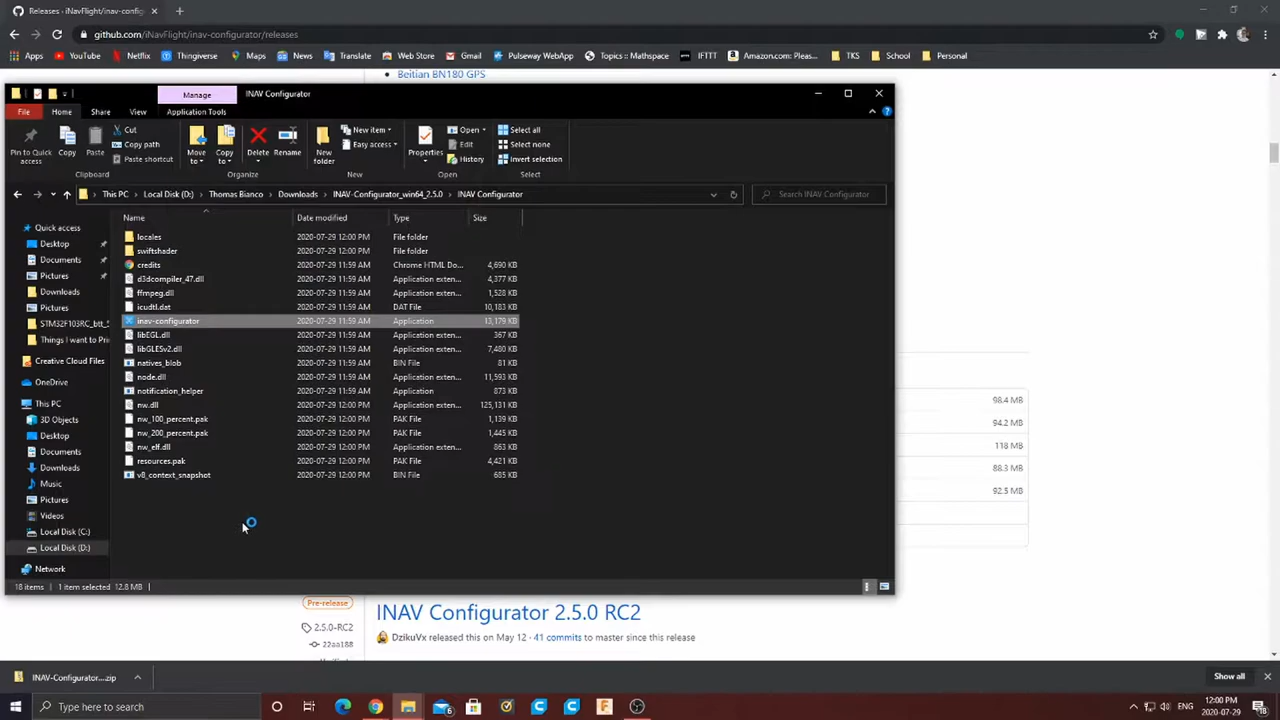 Releases · iNavFlight/inav-config
github.com/iNavFlight/inav-configurator/releases
Apps YouTube Netflix Thingiverse Maps News Translate Web Store Gmail Pulseway WebApp Topics :: Mathspace IFTTT Amazon.com: Pleas... TKS School Personal
Beitian BN180 GPS
Manage INAV Configurator
File Home Share View Application Tools
Pin to Quick access
Copy
Paste
Cut
Copy path
Paste shortcut
Move to
Copy to
Delete
Rename
New folder
New item
Easy access
Properties
Open
Edit
History
Select all
Select none
Invert selection
Clipboard Organize New Open Select
This PC Local Disk (D:) Thomas Bianco Downloads INAV-Configurator_win64_2.5.0 INAV Configurator Search INAV Configurator
Name Date modified Type Size
locales 2020-07-29 12:00 PM File folder
swiftshader 2020-07-29 12:00 PM File folder
credits 2020-07-29 11:59 AM Chrome HTML Do... 4,690 KB
d3dcompiler_47.dll 2020-07-29 11:59 AM Application exten... 4,377 KB
ffmpeg.dll 2020-07-29 11:59 AM Application exten... 1,528 KB
icudtl.dat 2020-07-29 11:59 AM DAT File 10,183 KB
inav-configurator 2020-07-29 11:59 AM Application 13,179 KB
libEGL.dll 2020-07-29 11:59 AM Application exten... 367 KB
libGLESv2.dll 2020-07-29 11:59 AM Application exten... 7,480 KB
natives_blob 2020-07-29 11:59 AM BIN File 81 KB
node.dll 2020-07-29 11:59 AM Application exten... 11,593 KB
notification_helper 2020-07-29 11:59 AM Application 873 KB
nw.dll 2020-07-29 12:00 PM Application exten... 125,131 KB
nw_100_percent.pak 2020-07-29 12:00 PM PAK File 1,139 KB
nw_200_percent.pak 2020-07-29 12:00 PM PAK File 1,445 KB
nw_elf.dll 2020-07-29 12:00 PM Application exten... 863 KB
resources.pak 2020-07-29 12:00 PM PAK File 4,421 KB
v8_context_snapshot 2020-07-29 12:00 PM BIN File 685 KB
Quick access
Desktop
Documents
Pictures
Downloads
Pictures
STM32F103RC_btt_5
Things I want to Prin
Creative Cloud Files
OneDrive
This PC
3D Objects
Desktop
Documents
Downloads
Music
Pictures
Videos
Local Disk (C:)
Local Disk (D:)
Network
18 items 1 item selected 12.8 MB
98.4 MB
94.2 MB
118 MB
88.3 MB
92.5 MB
Pre-release
INAV Configurator 2.5.0 RC2
2.5.0-RC2
22aa188
DzikuVx released this on May 12 · 41 commits to master since this release
INAV-Configurator....zip Show all
Type here to search
ENG
12:00 PM
2020-07-29